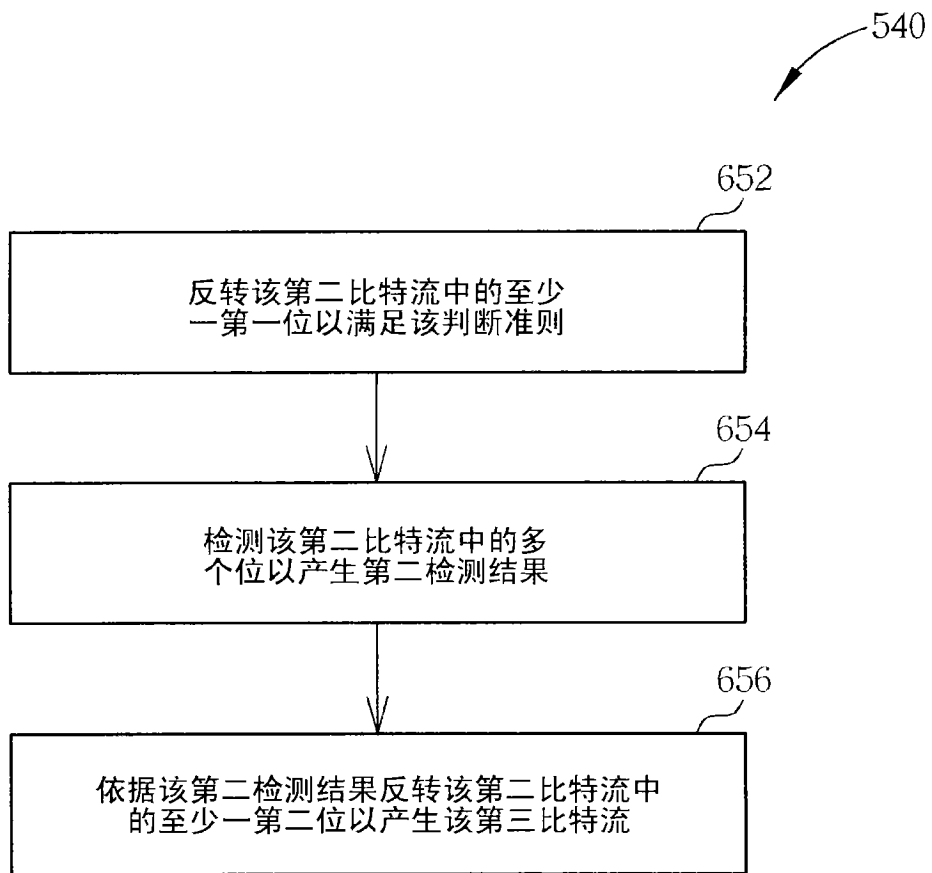 540
652
反转该第二比特流中的至少
一第一位以满足该判断准则
654
检测该第二比特流中的多
个位以产生第二检测结果
656
依据该第二检测结果反转该第二比特流中
的至少一第二位以产生该第三比特流